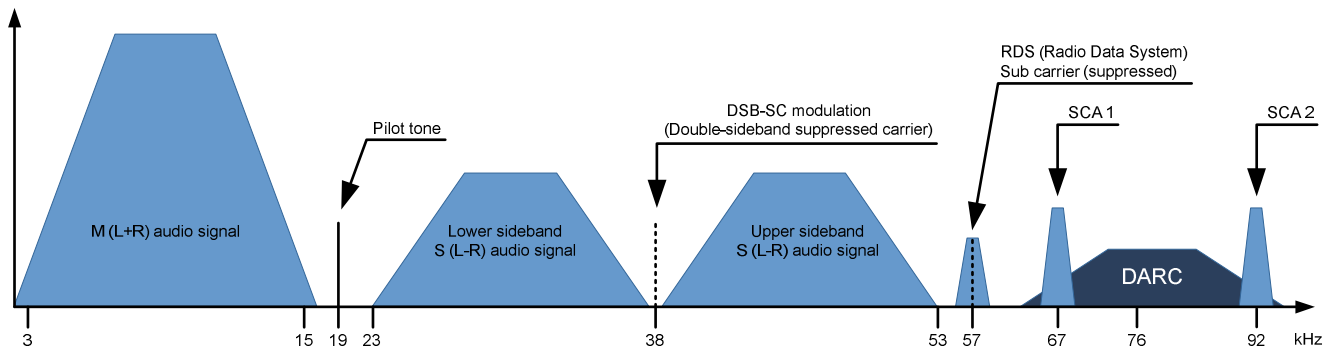 RDS (Radio Data System)
Sub carrier (suppressed)
DSB-SC modulation
(Double-sideband suppressed carrier)
SCA 1
SCA 2
Pilot tone
M (L+R) audio signal
Lower sideband
S (L-R) audio signal
Upper sideband
S (L-R) audio signal
DARC
3 15 19 23 38 53 57 67 76 92 kHz